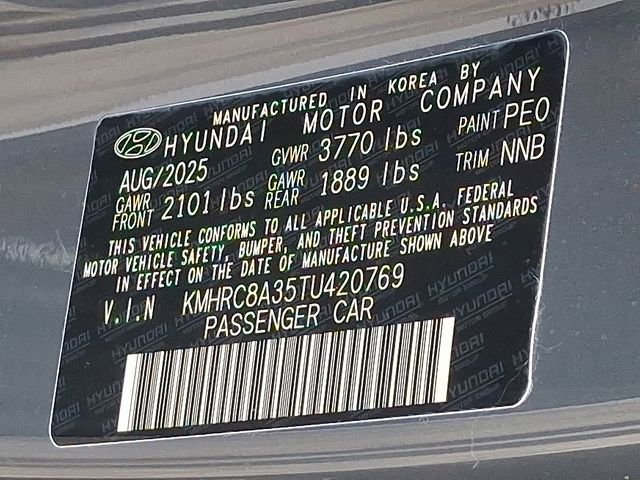 MANUFACTURED IN KOREA BY
HYUNDAI MOTOR COMPANY
AUG/2025 GVWR 3770 lbs PAINT PE0
GAWR FRONT 2101 lbs GAWR REAR 1889 lbs TRIM NNB
THIS VEHICLE CONFORMS TO ALL APPLICABLE U.S.A. FEDERAL
MOTOR VEHICLE SAFETY, BUMPER, AND THEFT PREVENTION STANDARDS
IN EFFECT ON THE DATE OF MANUFACTURE SHOWN ABOVE
V.I.N KMHRC8A35TU420769
PASSENGER CAR